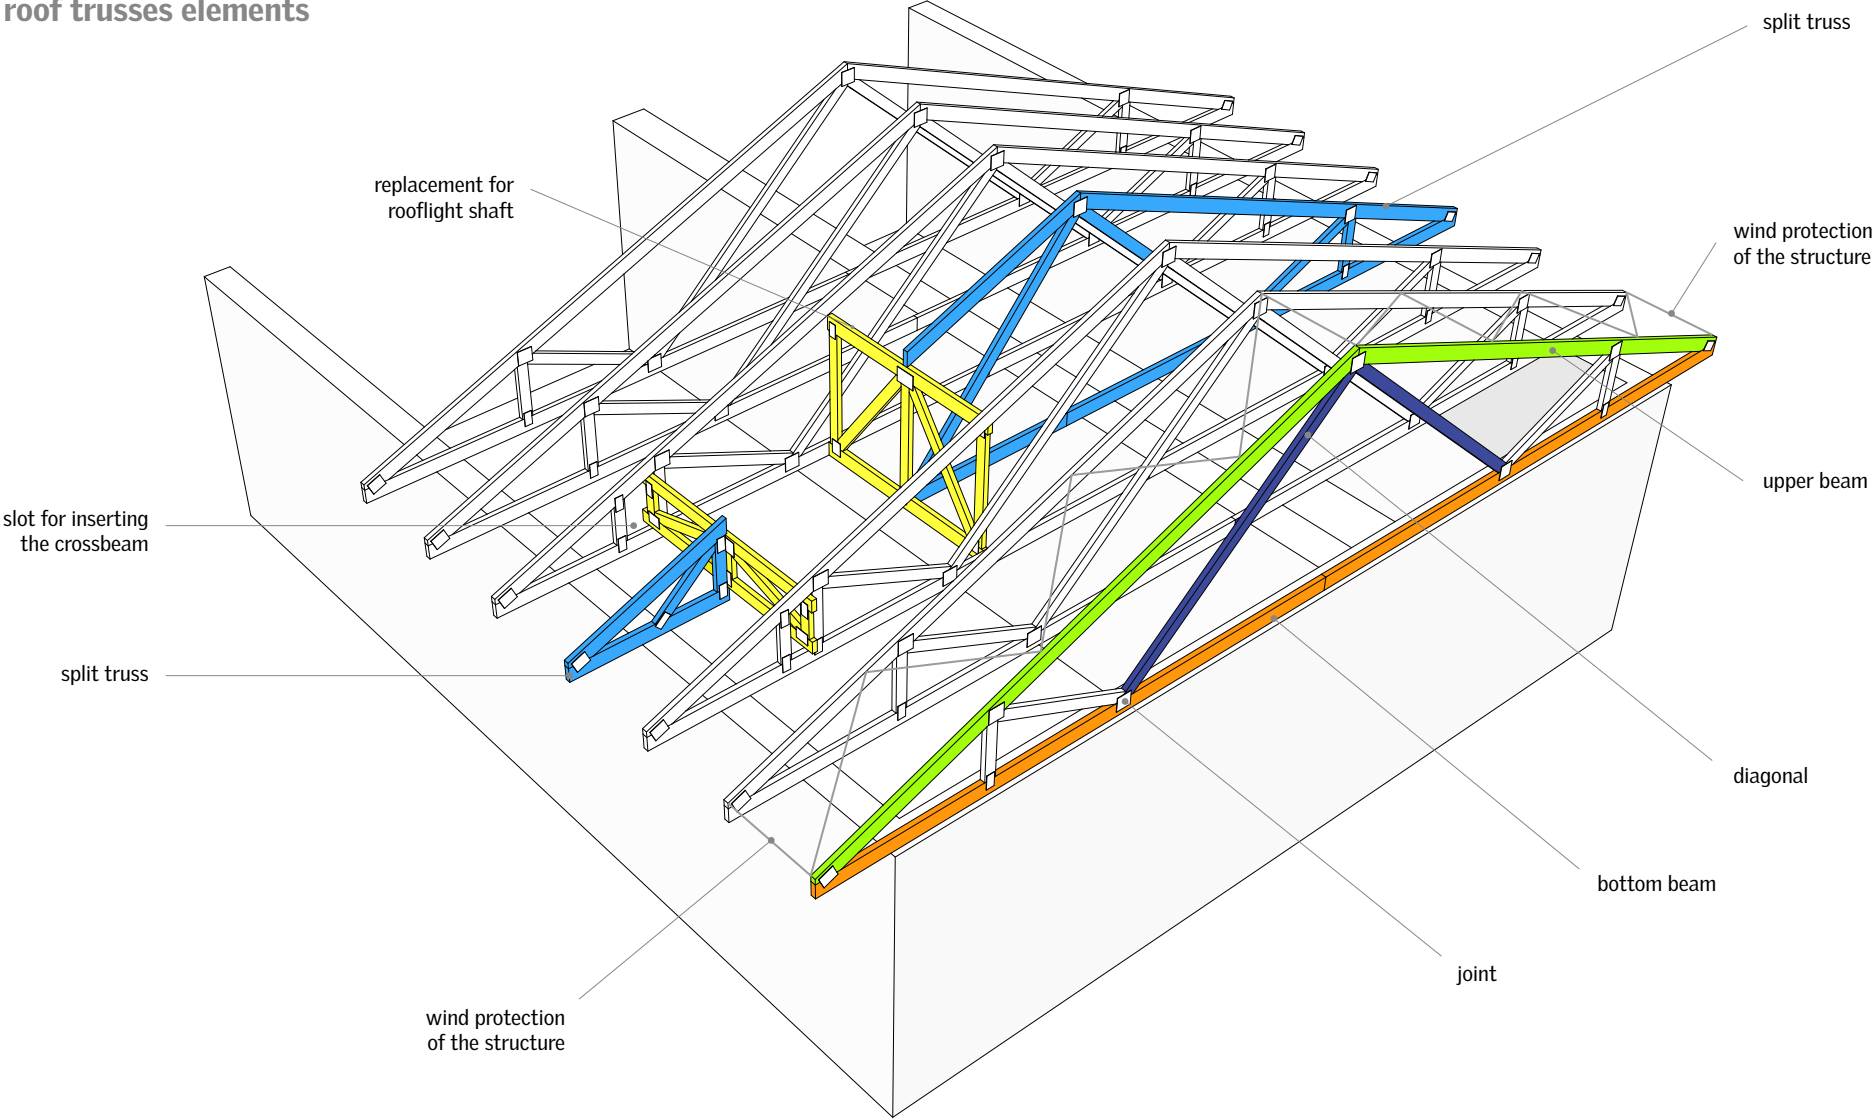 roof trusses elements
split truss
replacement for
rooflight shaft
wind protection
of the structure
upper beam
slot for inserting
the crossbeam
split truss
diagonal
bottom beam
joint
wind protection
of the structure